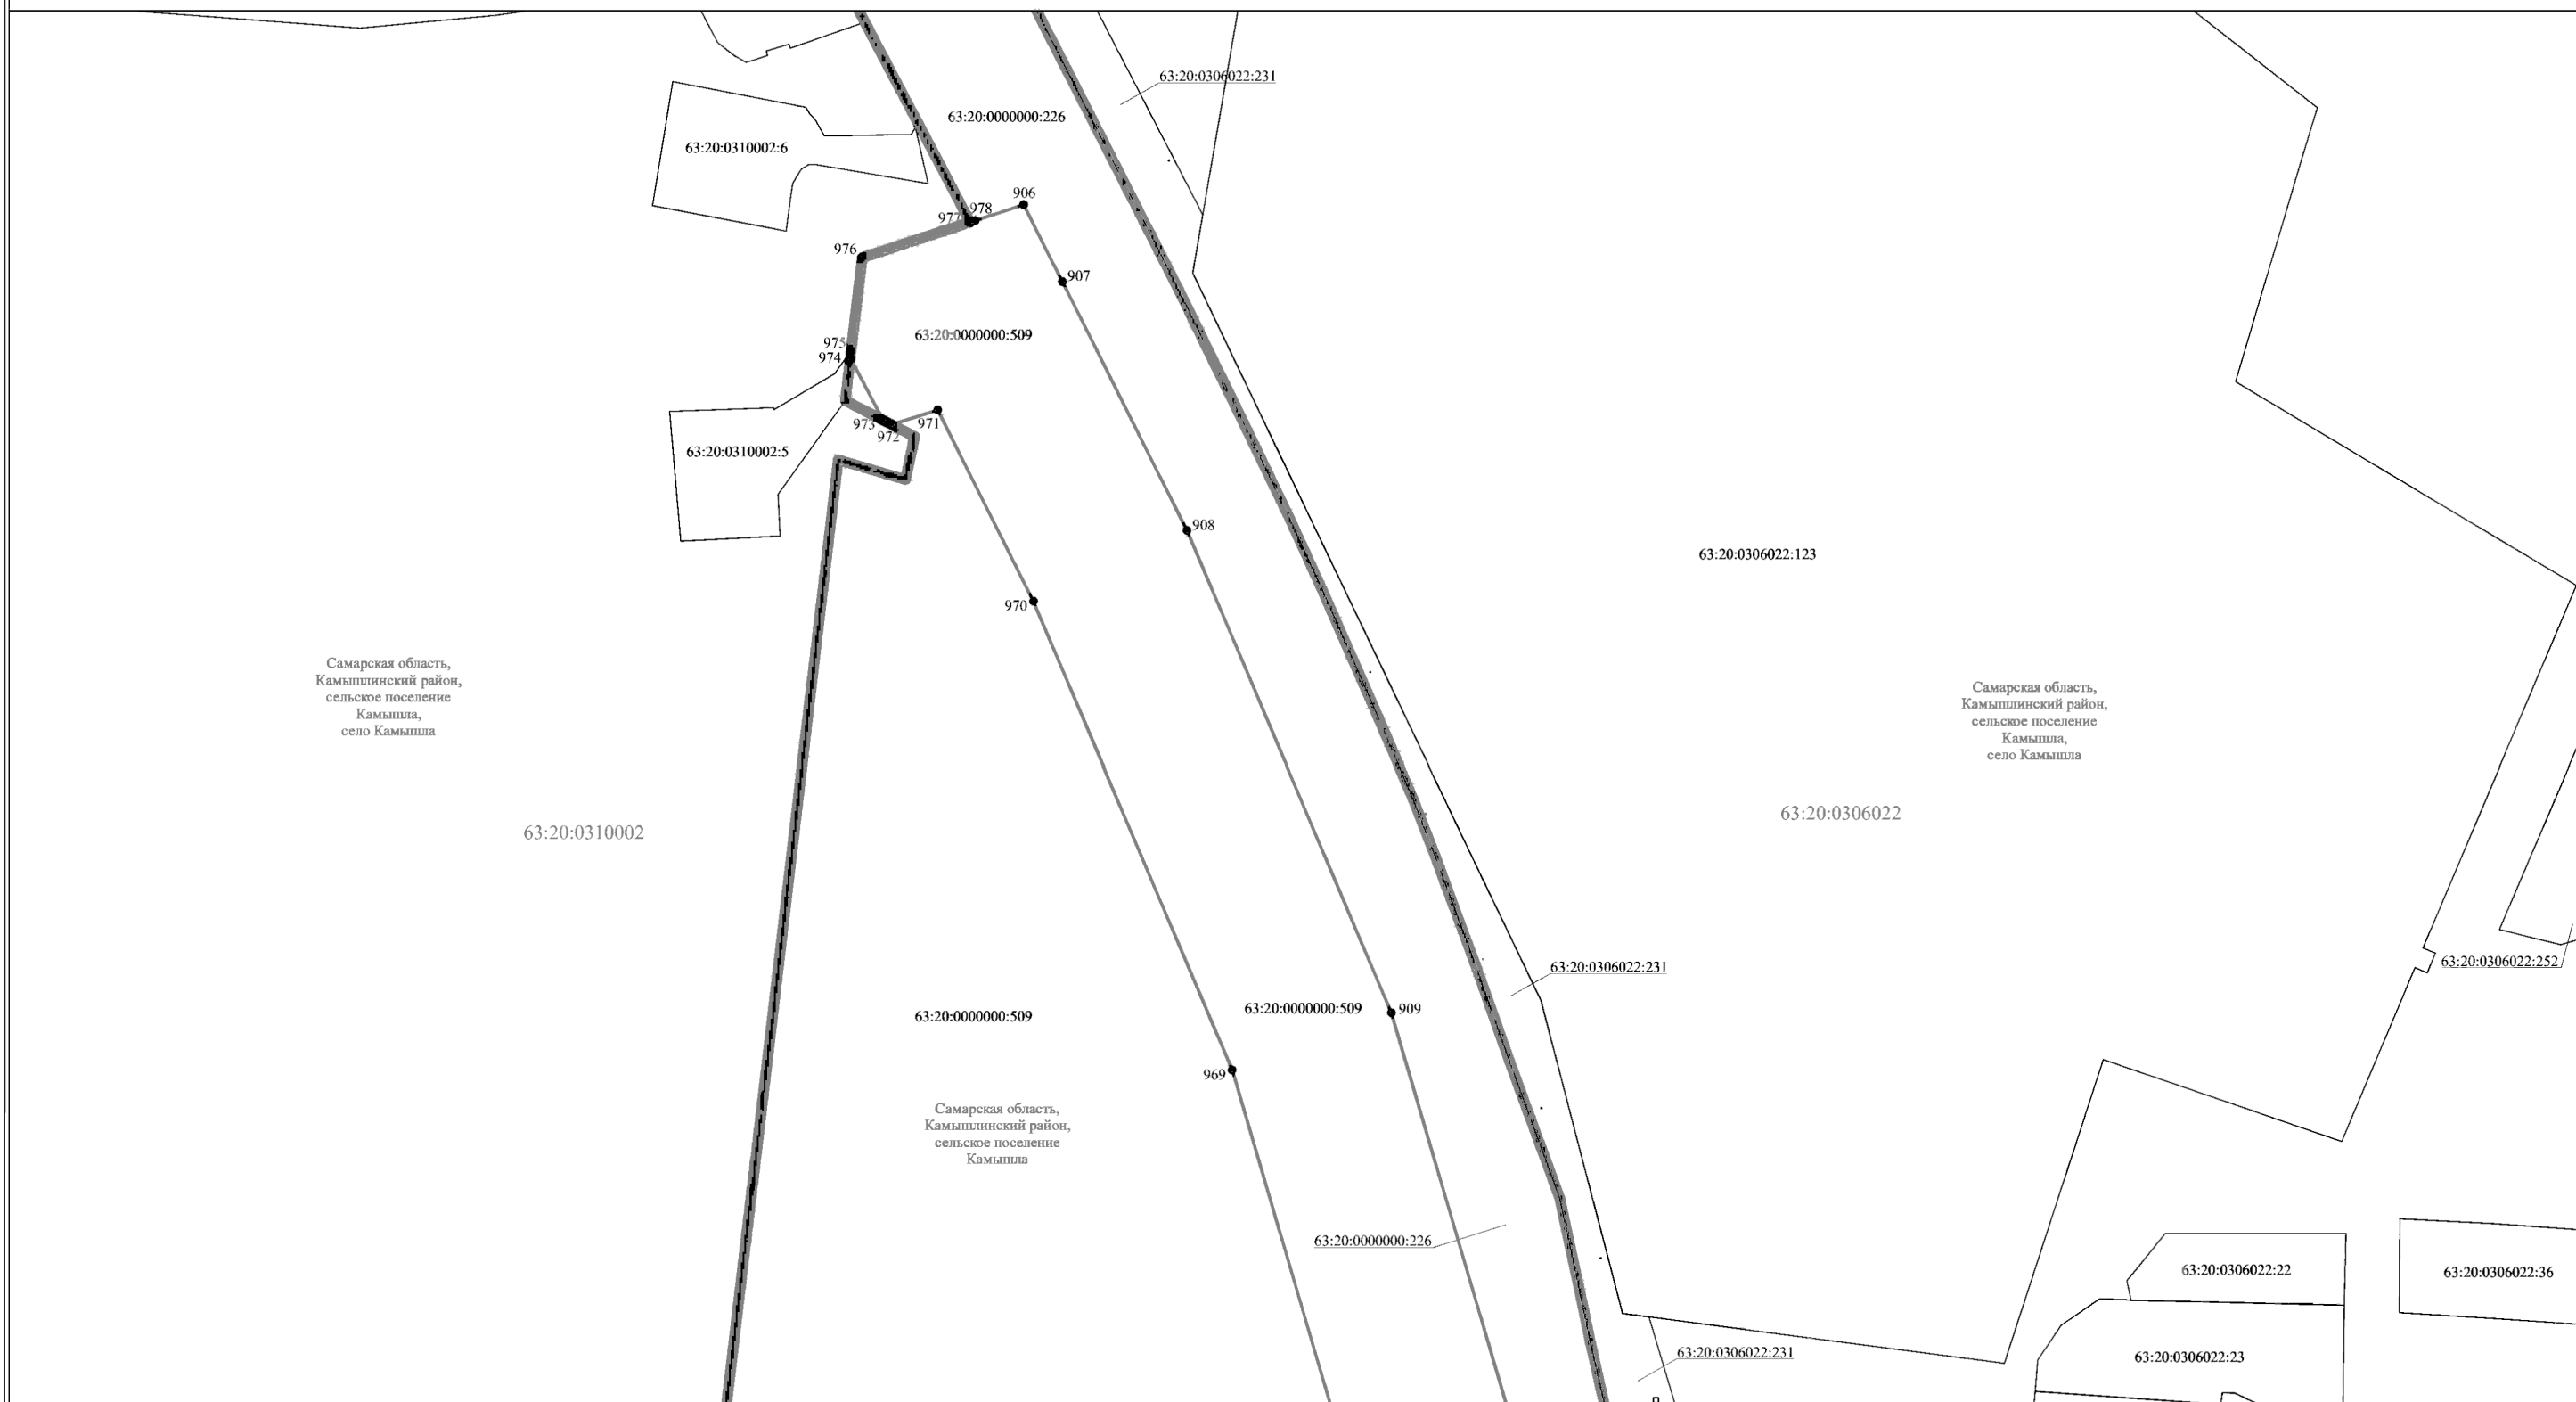 63:20:0306022:231
63:20:0000000:226
63:20:0310002:6
906
978
977
976
907
63:20:0000000:509
975
974
971
973
972
63:20:0310002:5
908
63:20:0306022:123
970
Самарская область,
Камышлинский район,
сельское поселение
Камышла,
село Камышла
Самарская область,
Камышлинский район,
сельское поселение
Камышла,
село Камышла
63:20:0306022
63:20:0310002
63:20:0306022:252
63:20:0306022:231
63:20:0000000:509
909
63:20:0000000:509
969
Самарская область,
Камышлинский район,
сельское поселение
Камышла
63:20:0000000:226
63:20:0306022:22
63:20:0306022:36
63:20:0306022:231
63:20:0306022:23